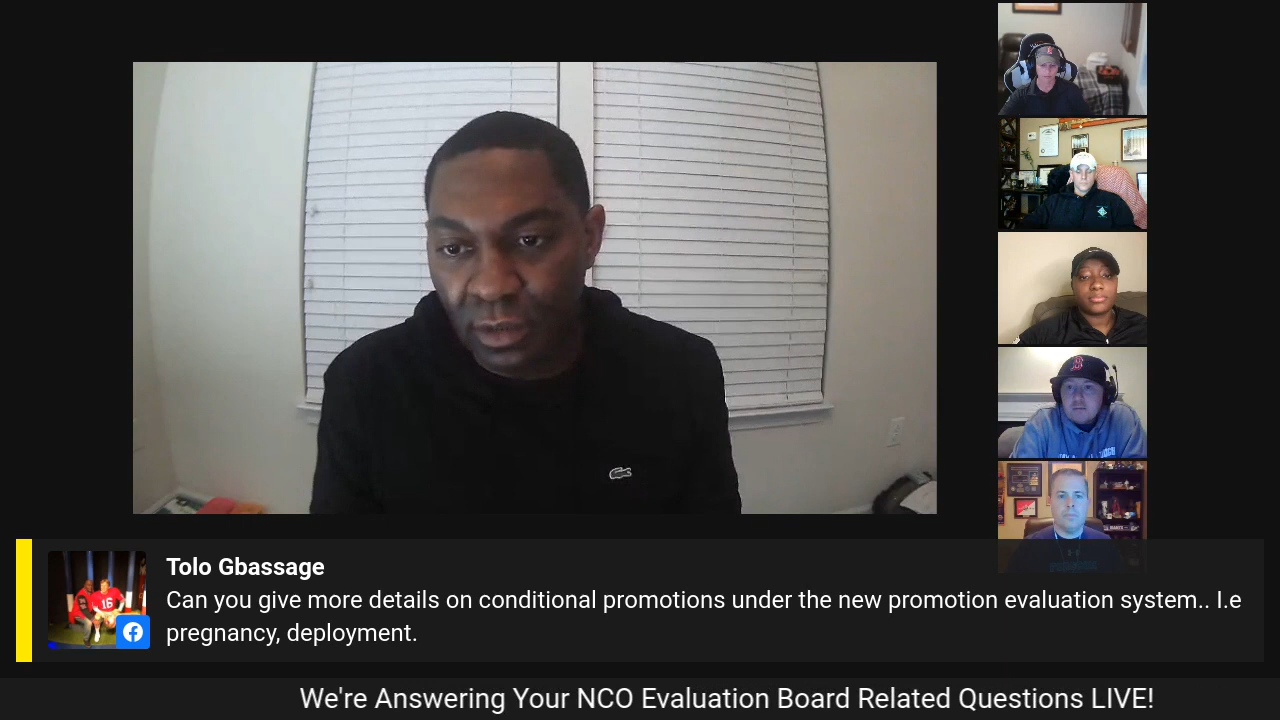 Tolo Gbassage
Can you give more details on conditional promotions under the new promotion evaluation system.. I.e
pregnancy, deployment.
We're Answering Your NCO Evaluation Board Related Questions LIVE!
16
B